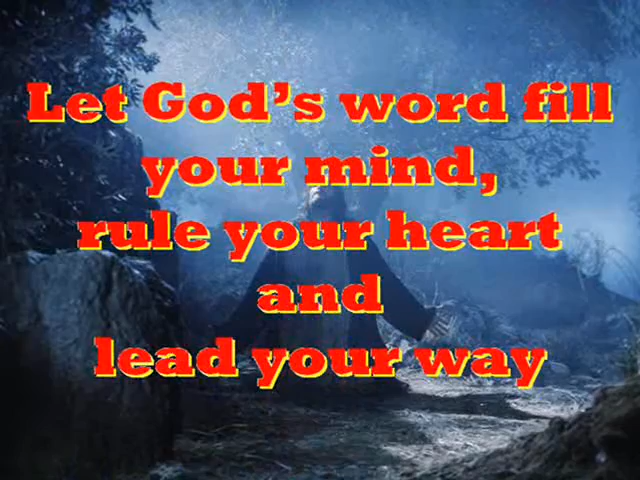 Let God's word fill
your mind,
rule your heart
and
lead your way